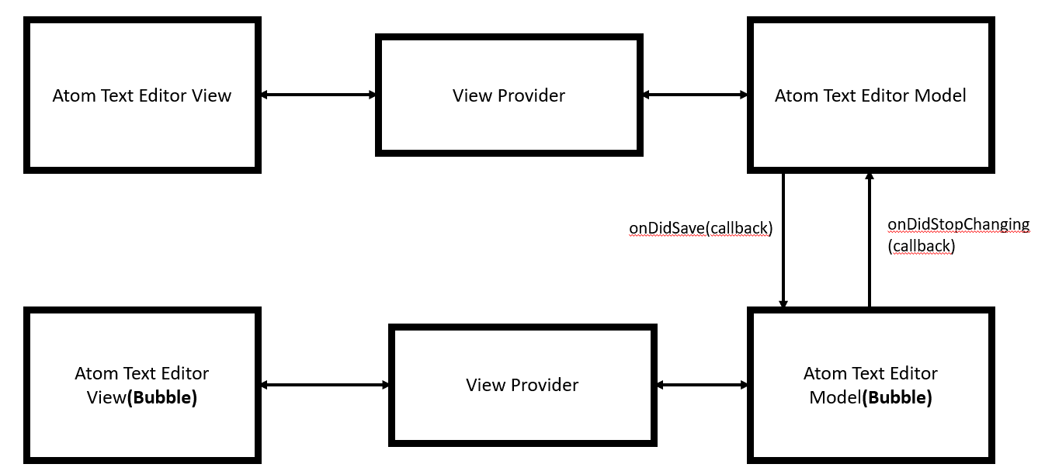 Atom Text Editor View
View Provider
Atom Text Editor Model
onDidSave(callback)
onDidStopChanging
(callback)
Atom Text Editor
View(Bubble)
View Provider
Atom Text Editor
Model(Bubble)